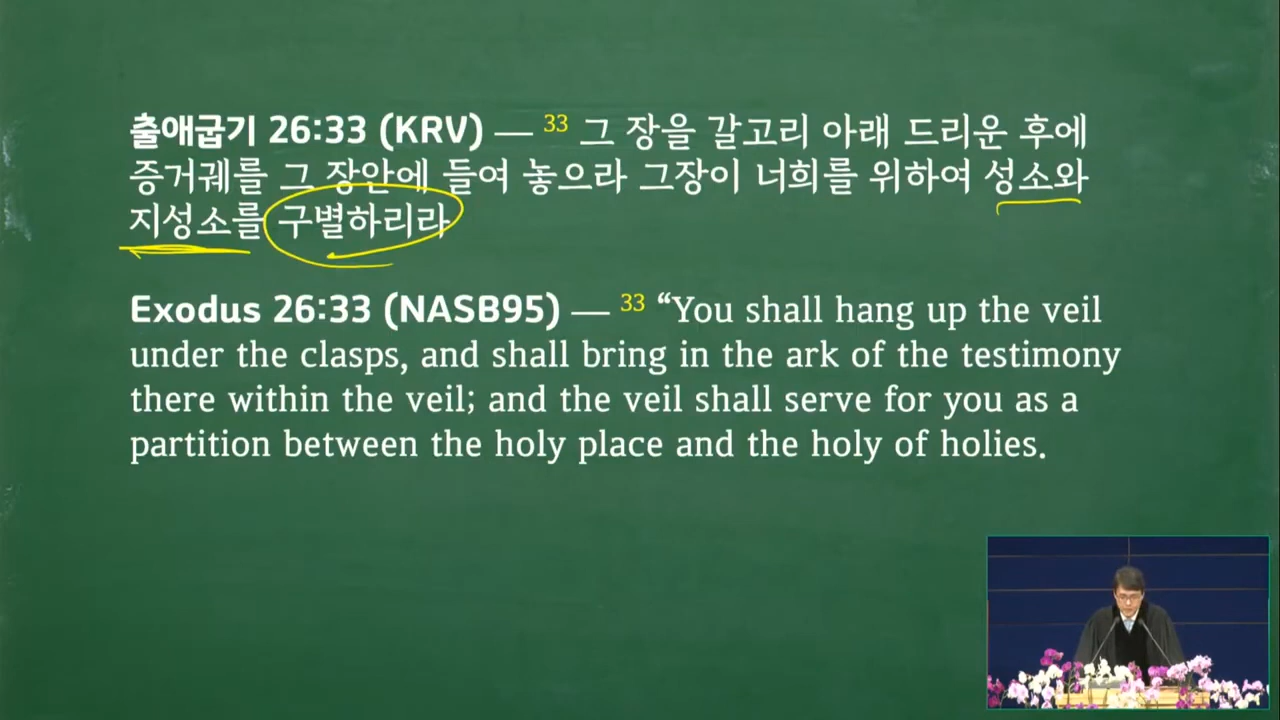 출애굽기 26:33 (KRV) — 33 그 장을 갈고리 아래 드리운 후에
증거궤를 그 장안에 들여 놓으라 그장이 너희를 위하여 성소와
지성소를 구별하리라
Exodus 26:33 (NASB95) — 33 “You shall hang up the veil
under the clasps, and shall bring in the ark of the testimony
there within the veil; and the veil shall serve for you as a
partition between the holy place and the holy of holies.